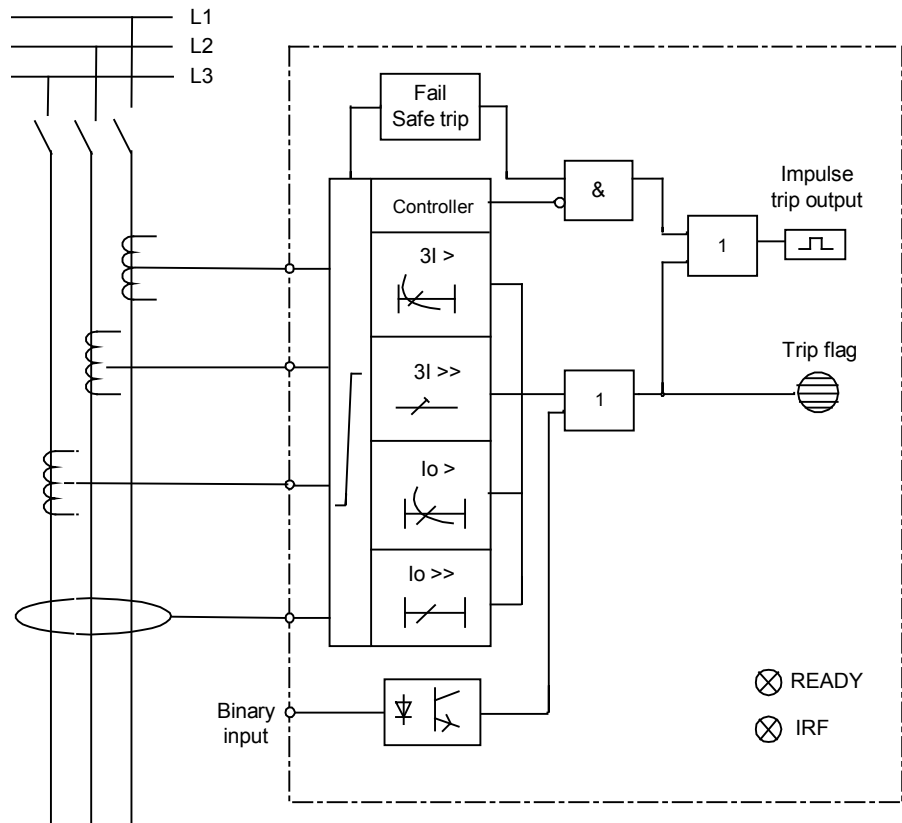 L1
L2
L3
Fail
Safe trip
Controller
&
Impulse
trip output
1
3I >
3I >>
1
Trip flag
Io >
Io >>
Binary
input
READY
IRF